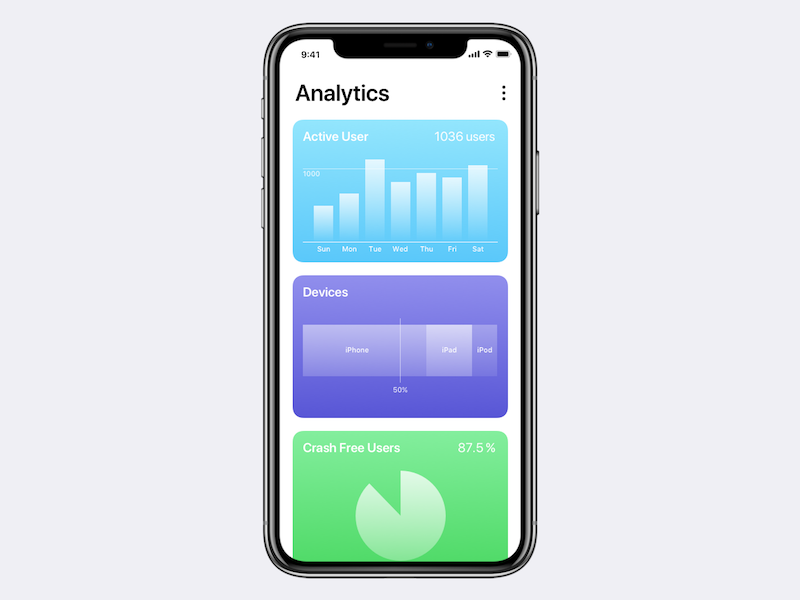 9:41
Analytics
Active User 1036 users
1000
Sun Mon Tue Wed Thu Fri Sat
Devices
iPhone iPad iPod
50%
Crash Free Users 87.5%